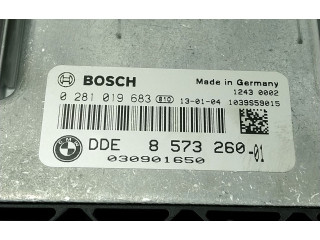 BOSCH Made in Germany
1243 0002
0 281 019 683 e10 13-01-04 1039S59015
DDE 8 573 260-01
030901650